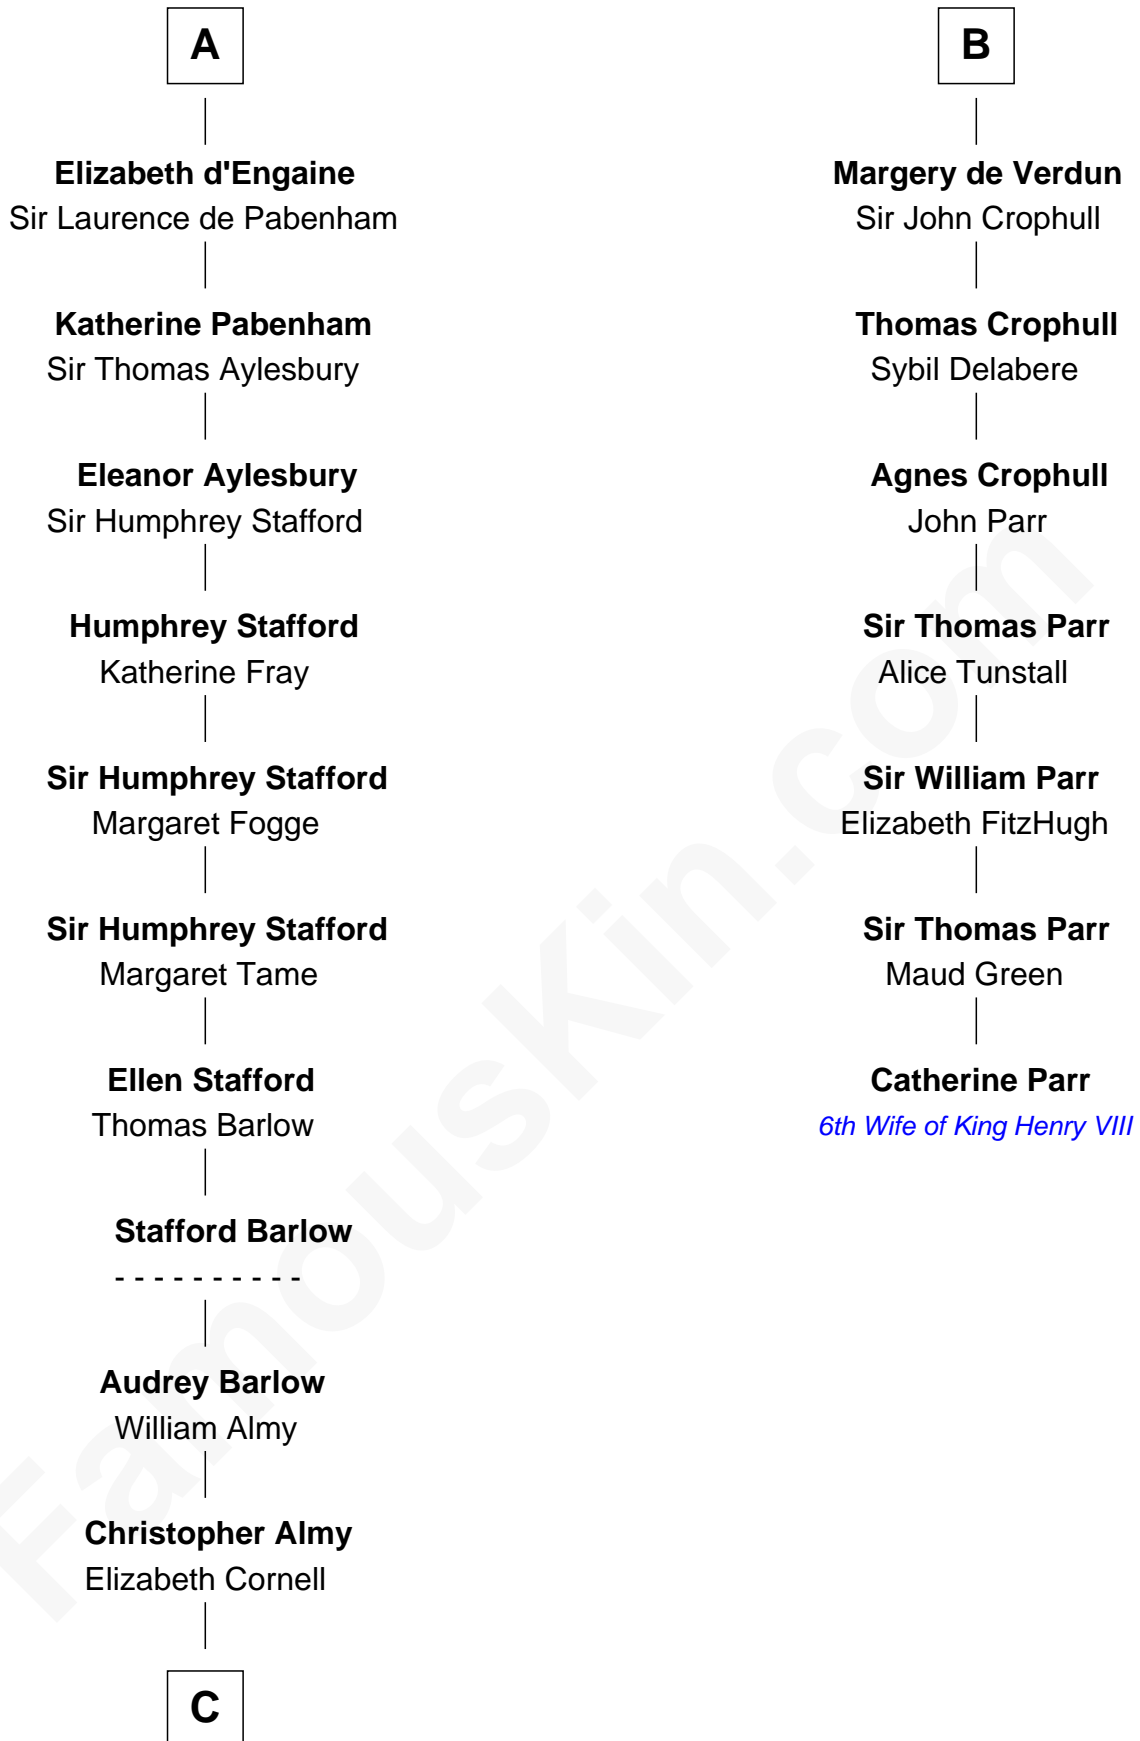 A
Elizabeth d'Engaine
Sir Laurence de Pabenham
Katherine Pabenham
Sir Thomas Aylesbury
Eleanor Aylesbury
Sir Humphrey Stafford
Humphrey Stafford
Katherine Fray
Sir Humphrey Stafford
Margaret Fogge
Sir Humphrey Stafford
Margaret Tame
Ellen Stafford
Thomas Barlow
Stafford Barlow
- - - - - - - - - -
Audrey Barlow
William Almy
Christopher Almy
Elizabeth Cornell
C
B
Margery de Verdun
Sir John Crophull
Thomas Crophull
Sybil Delabere
Agnes Crophull
John Parr
Sir Thomas Parr
Alice Tunstall
Sir William Parr
Elizabeth FitzHugh
Sir Thomas Parr
Maud Green
Catherine Parr
6th Wife of King Henry VIII
FamousKin.com